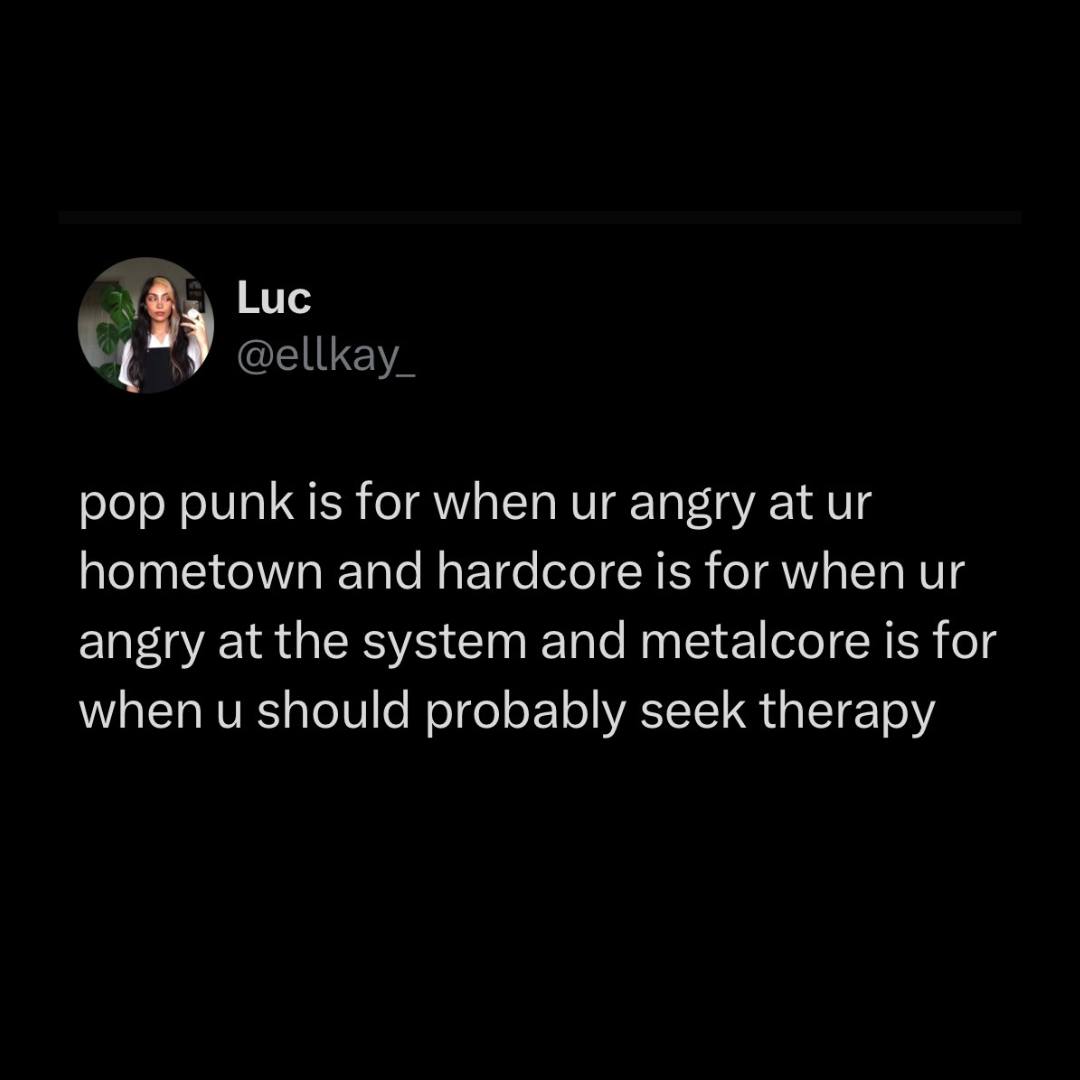 Luc
@ellkay_
pop punk is for when ur angry at ur
hometown and hardcore is for when ur
angry at the system and metalcore is for
when u should probably seek therapy